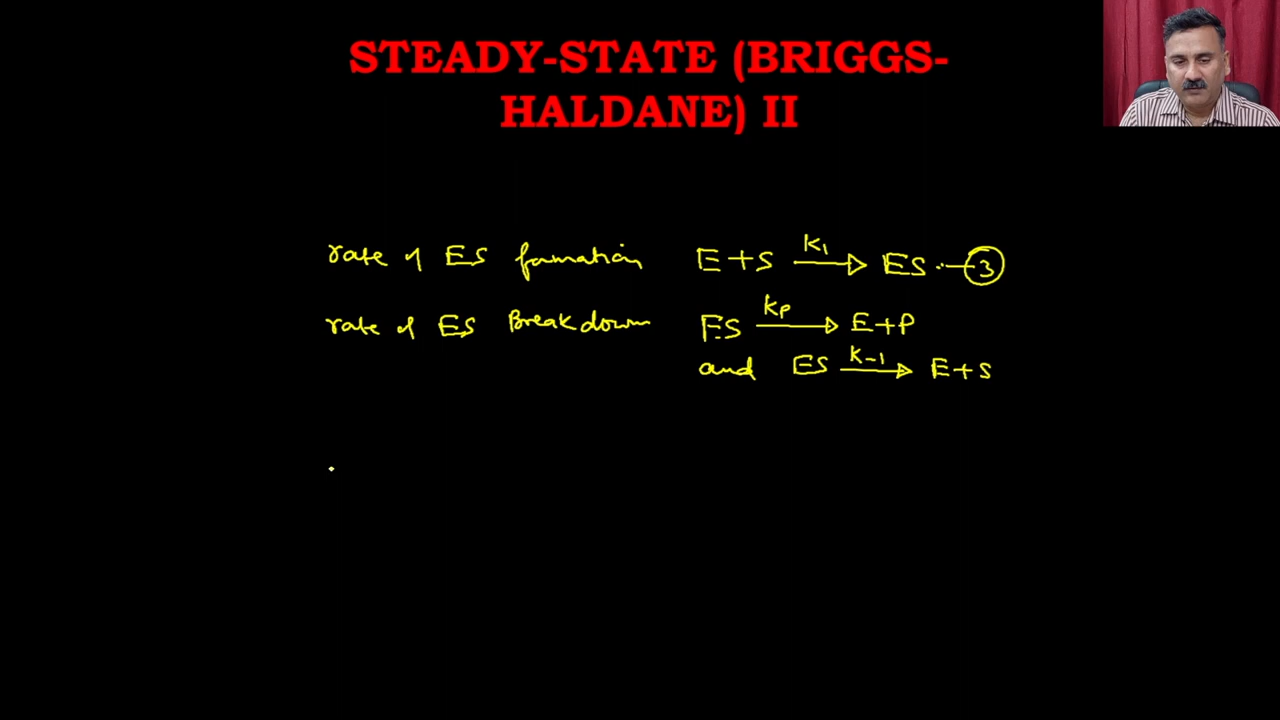 STEADY-STATE (BRIGGS-
HALDANE) II
rate of ES formation E+S K1 → ES — 3
rate of ES Breakdown ES Kp → E+P
and ES K-1 → E+S